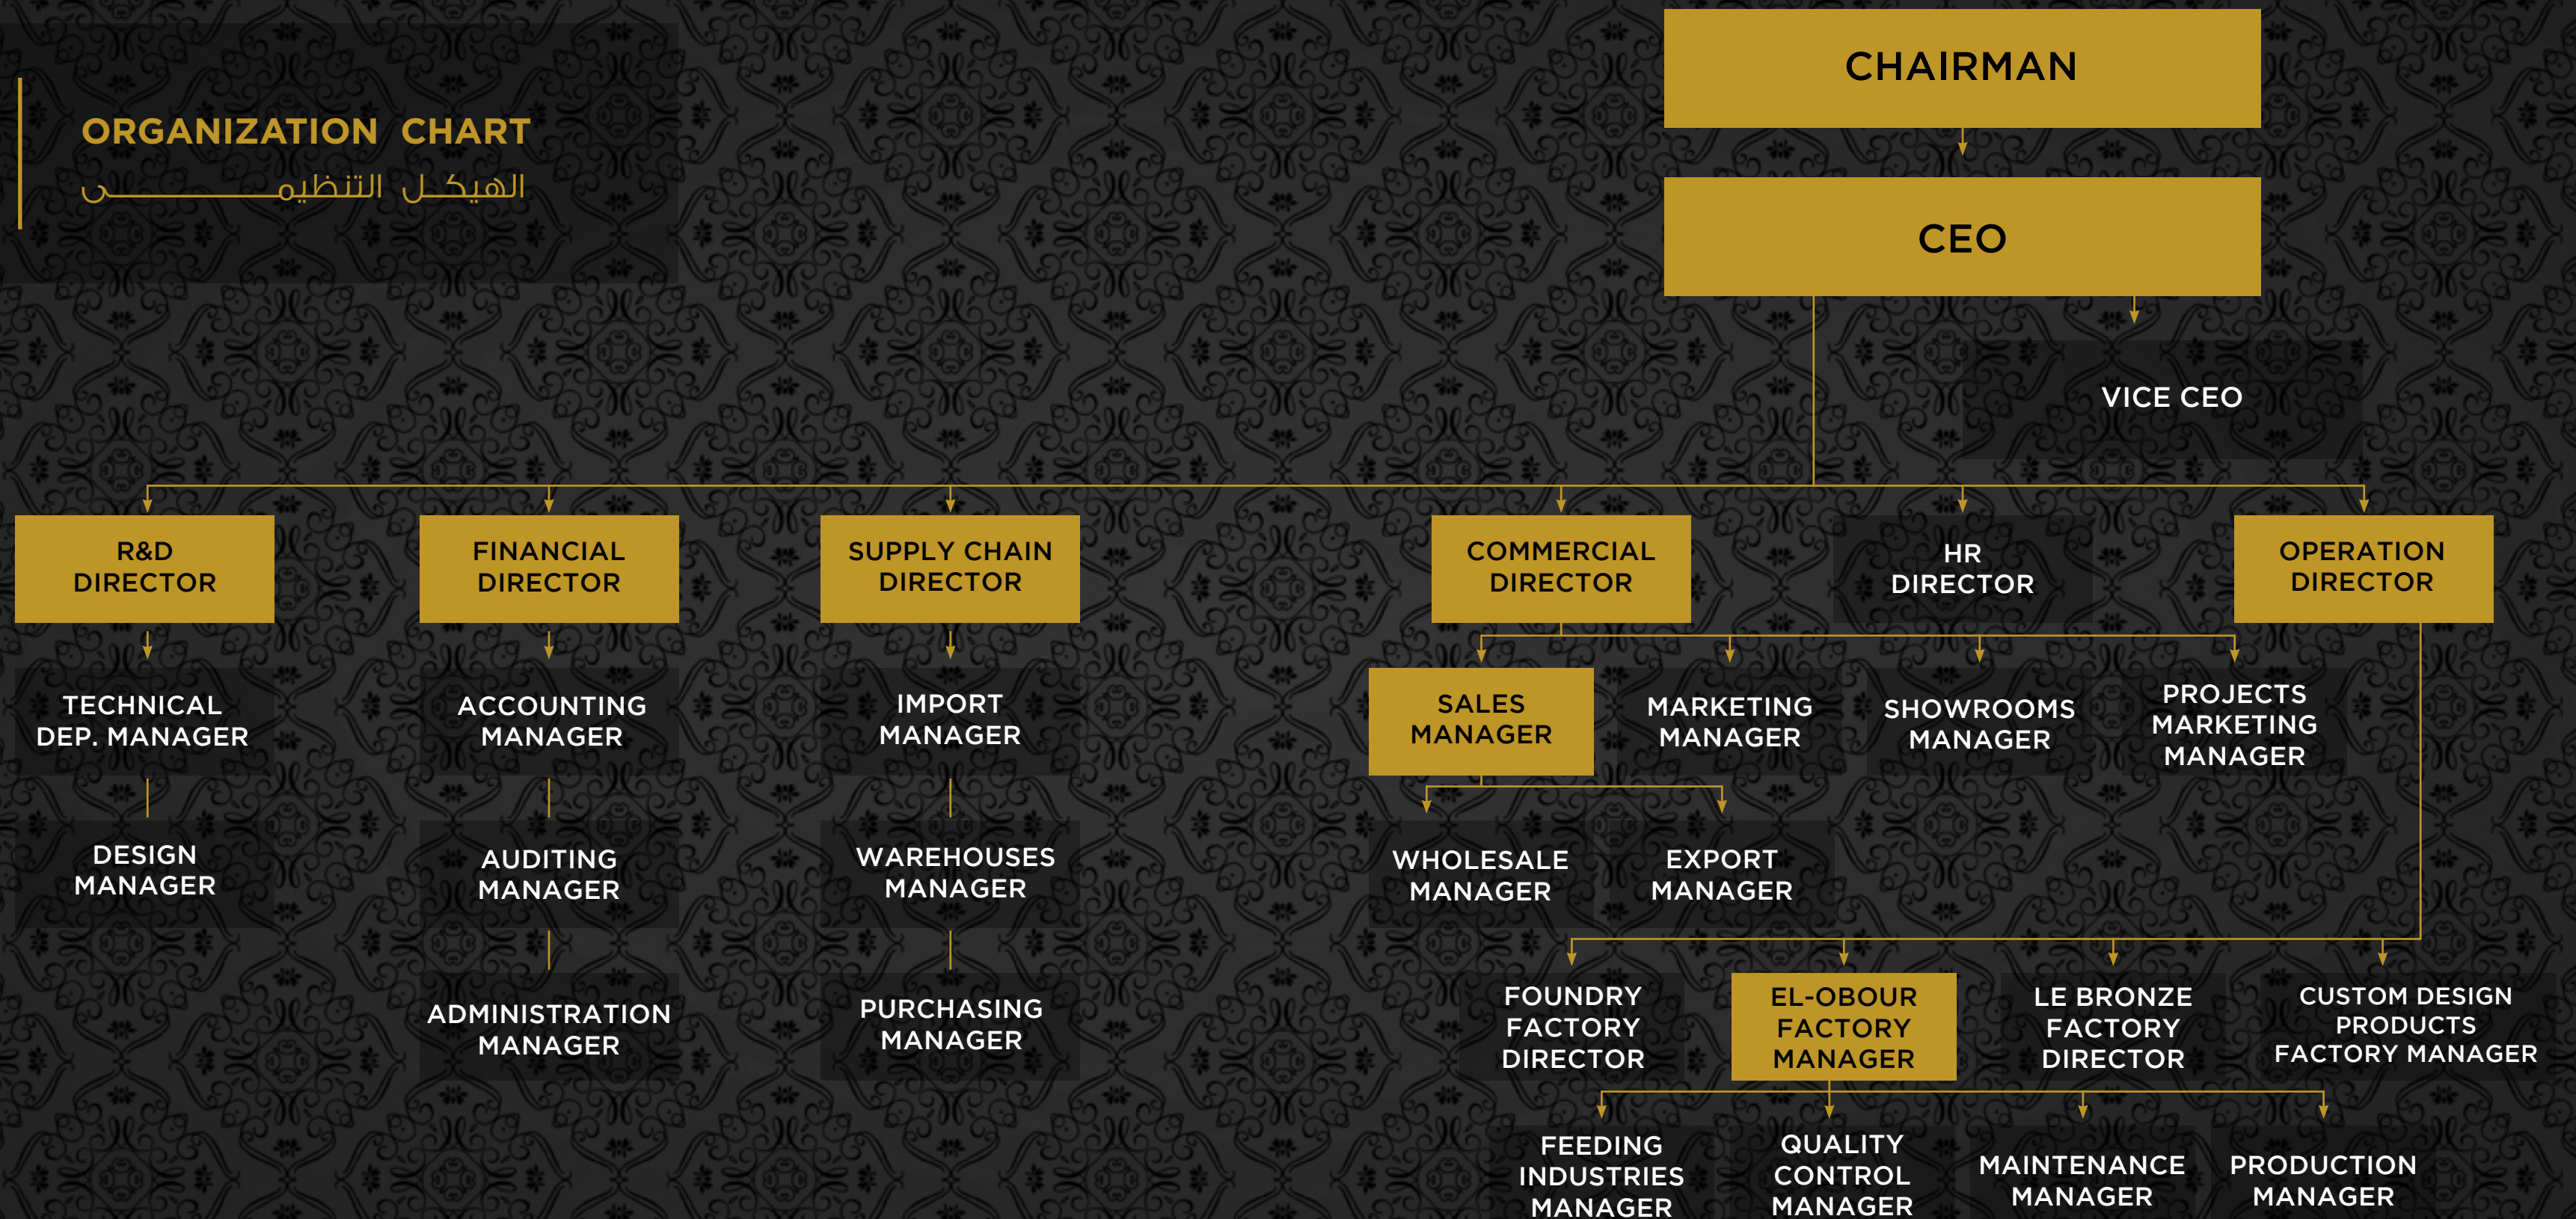 ORGANIZATION CHART
الهيكل التنظيمى
CHAIRMAN
CEO
VICE CEO
R&D
DIRECTOR
FINANCIAL
DIRECTOR
SUPPLY CHAIN
DIRECTOR
COMMERCIAL
DIRECTOR
HR
DIRECTOR
OPERATION
DIRECTOR
TECHNICAL
DEP. MANAGER
ACCOUNTING
MANAGER
IMPORT
MANAGER
SALES
MANAGER
MARKETING
MANAGER
SHOWROOMS
MANAGER
PROJECTS
MARKETING
MANAGER
DESIGN
MANAGER
AUDITING
MANAGER
WAREHOUSES
MANAGER
WHOLESALE
MANAGER
EXPORT
MANAGER
ADMINISTRATION
MANAGER
PURCHASING
MANAGER
FOUNDRY
FACTORY
DIRECTOR
EL-OBOUR
FACTORY
MANAGER
LE BRONZE
FACTORY
DIRECTOR
CUSTOM DESIGN
PRODUCTS
FACTORY MANAGER
FEEDING
INDUSTRIES
MANAGER
QUALITY
CONTROL
MANAGER
MAINTENANCE
MANAGER
PRODUCTION
MANAGER